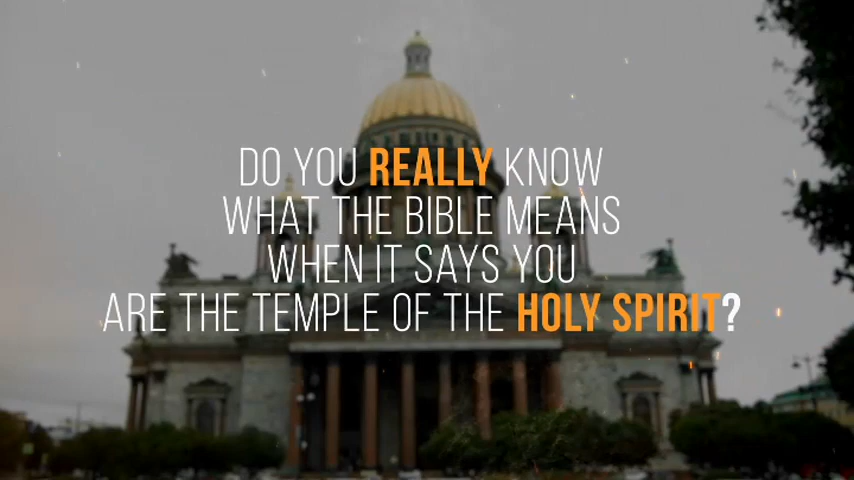 DO YOU REALLY KNOW
WHAT THE BIBLE MEANS
WHEN IT SAYS YOU
ARE THE TEMPLE OF THE HOLY SPIRIT?